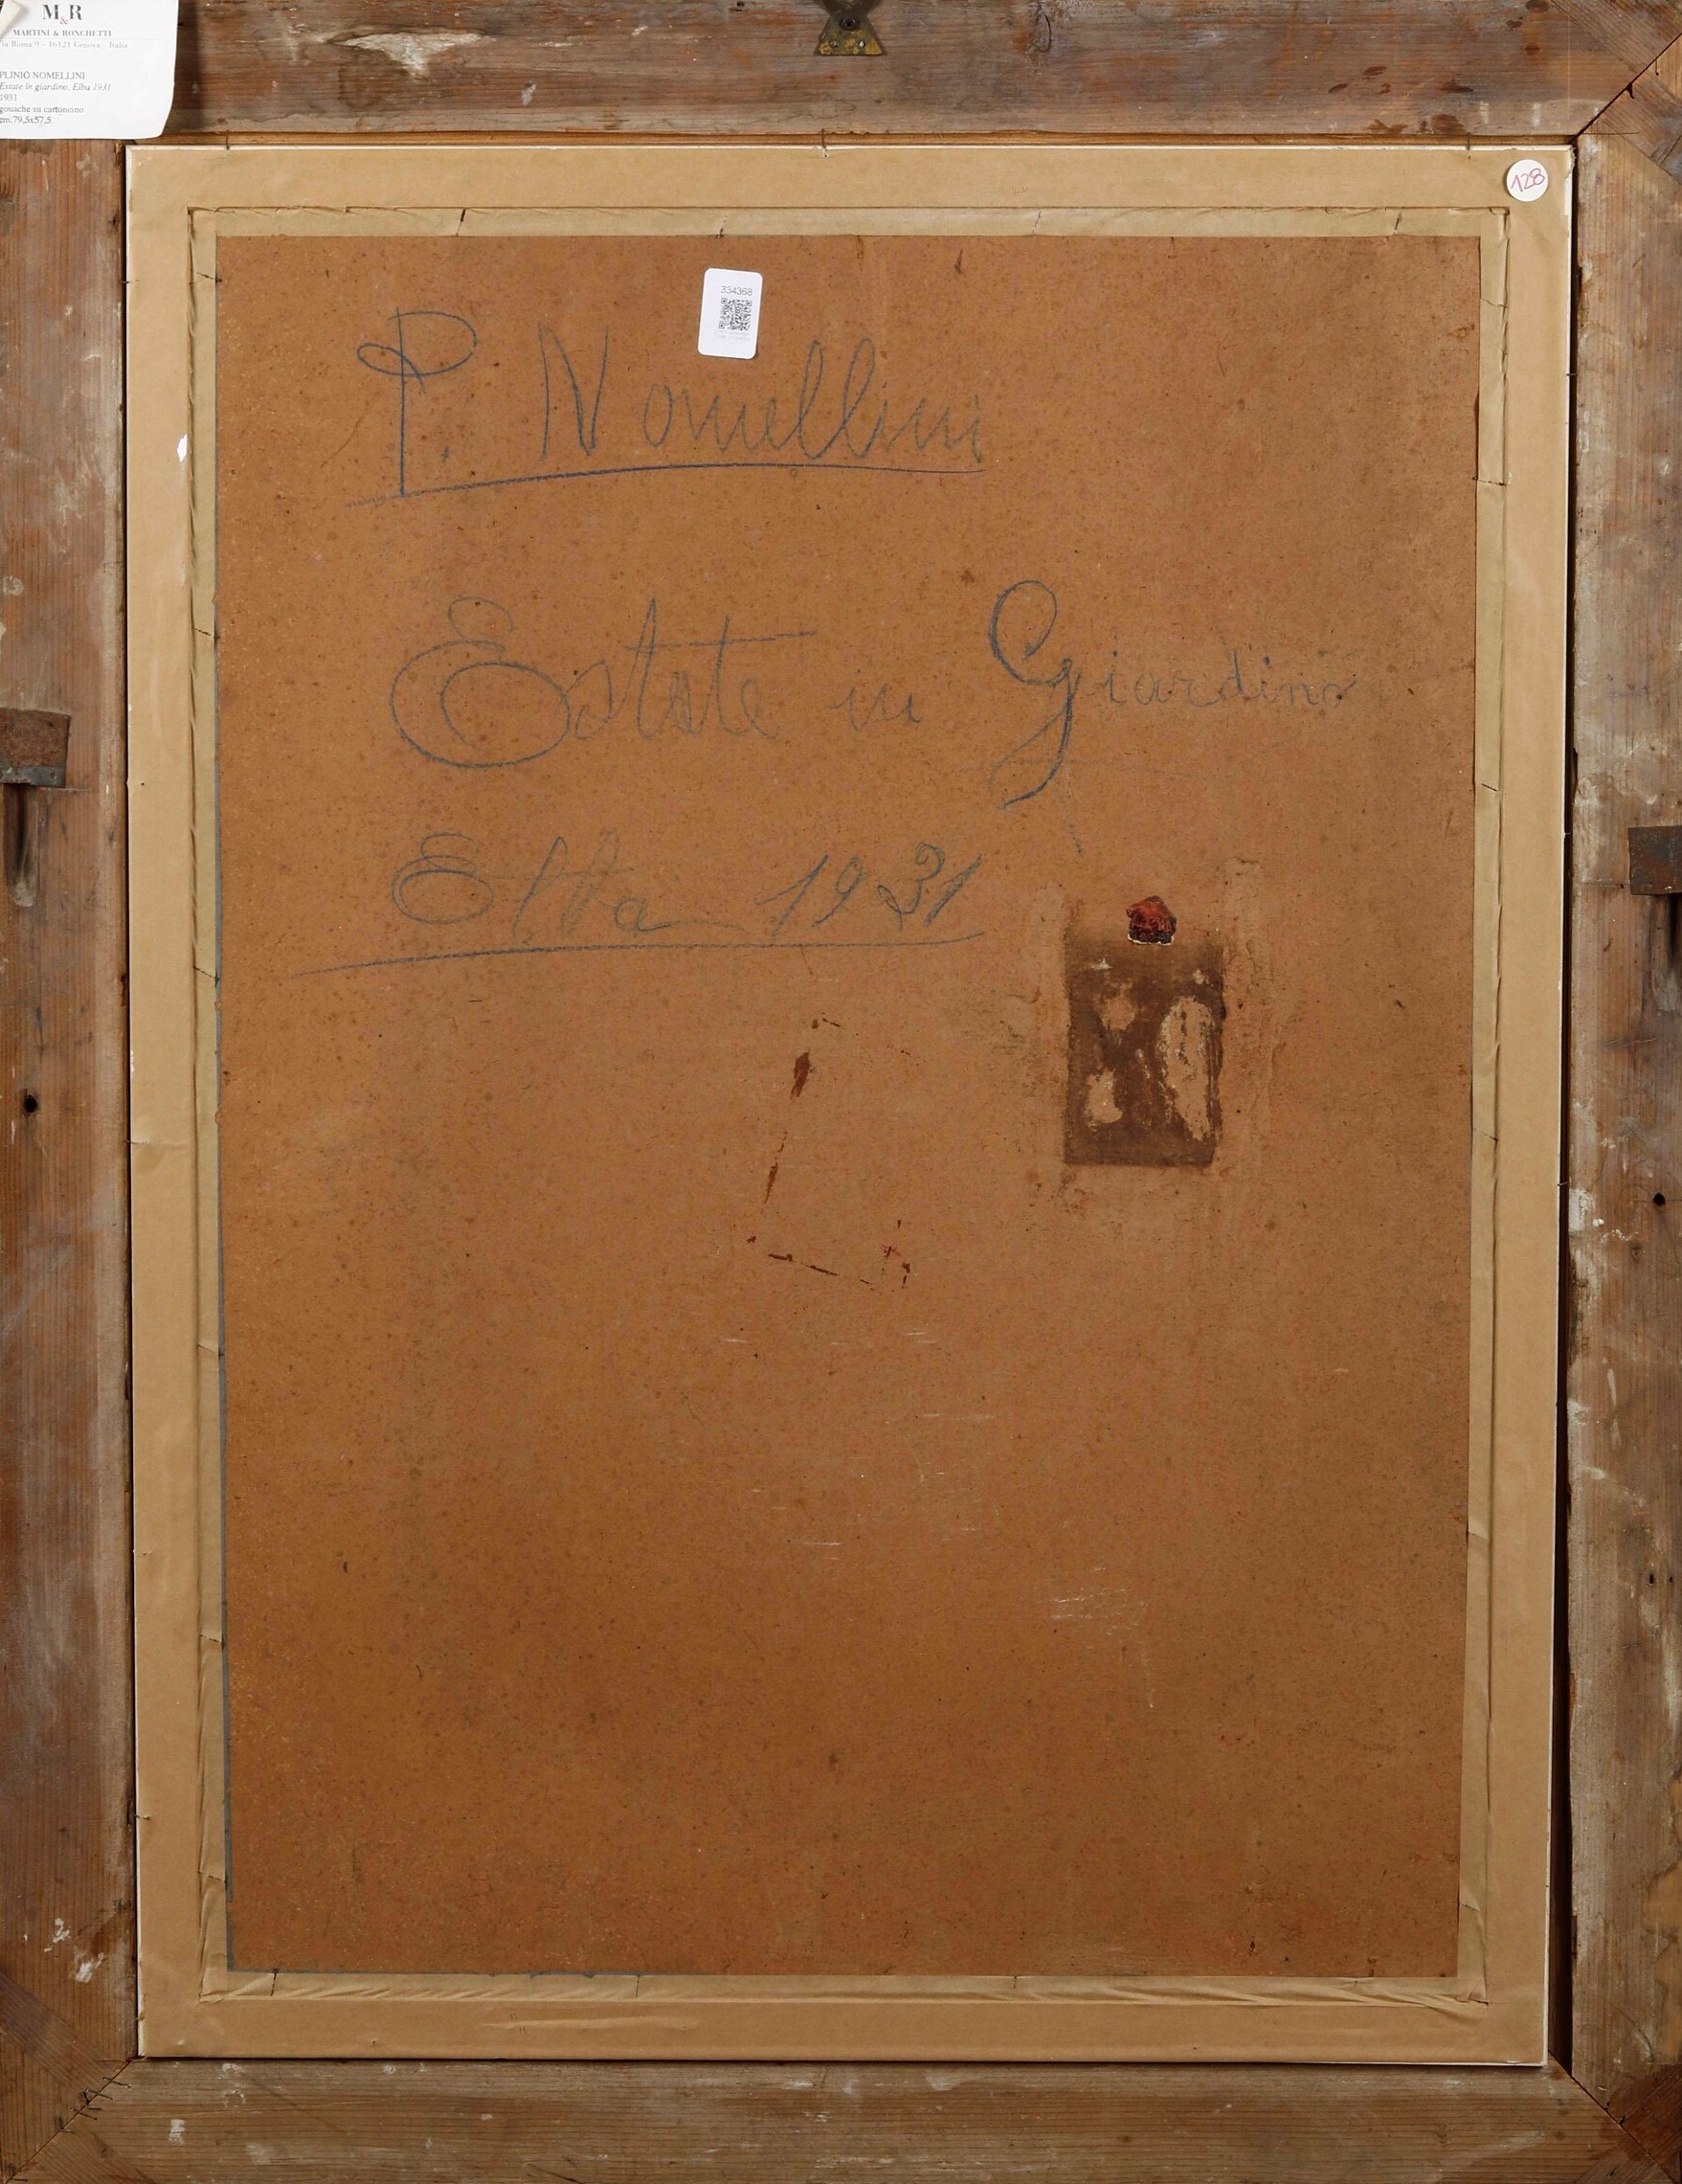 M&R
MARTINI & RONCHETTI
Via Roma 9 - 16121 Genova - Italia
PLINIO NOMELLINI
Estate in giardino, Elba 1931
1931
gouache su cartoncino
cm.79,5x57,5
128
334368
P. Nomellini
Estate in Giardino
Elba 1931